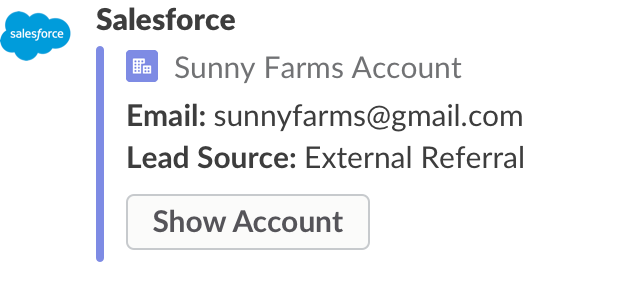 salesforce
Salesforce
Sunny Farms Account
Email: sunnyfarms@gmail.com
Lead Source: External Referral
Show Account